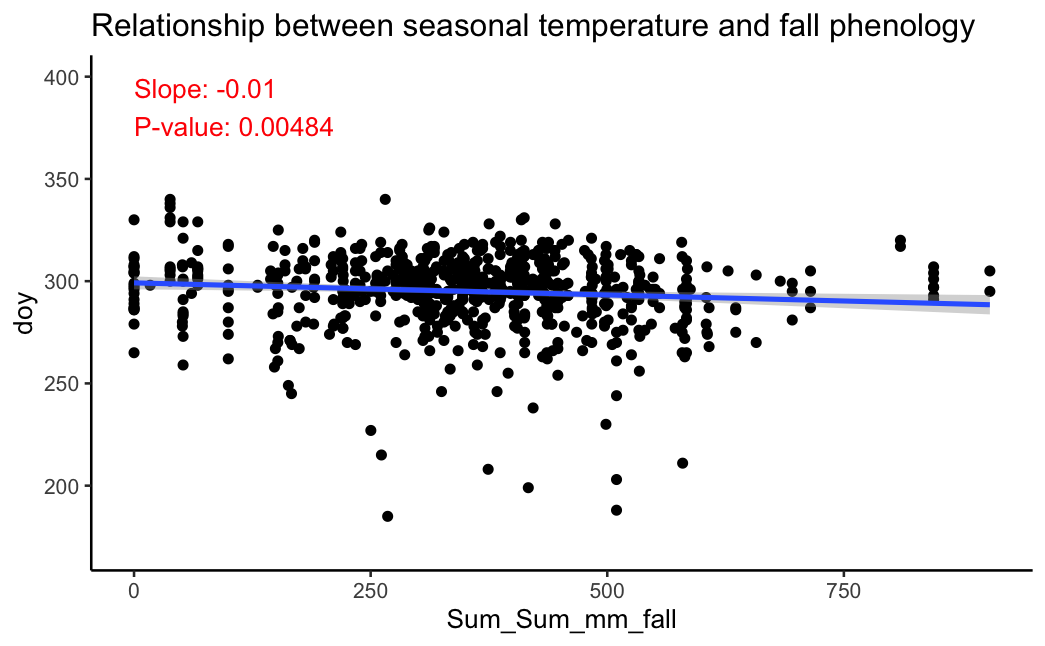 Relationship between seasonal temperature and fall phenology
400
350
300
250
200
doy
Slope: -0.01
P-value: 0.00484
0
250
500
750
Sum_Sum_mm_fall